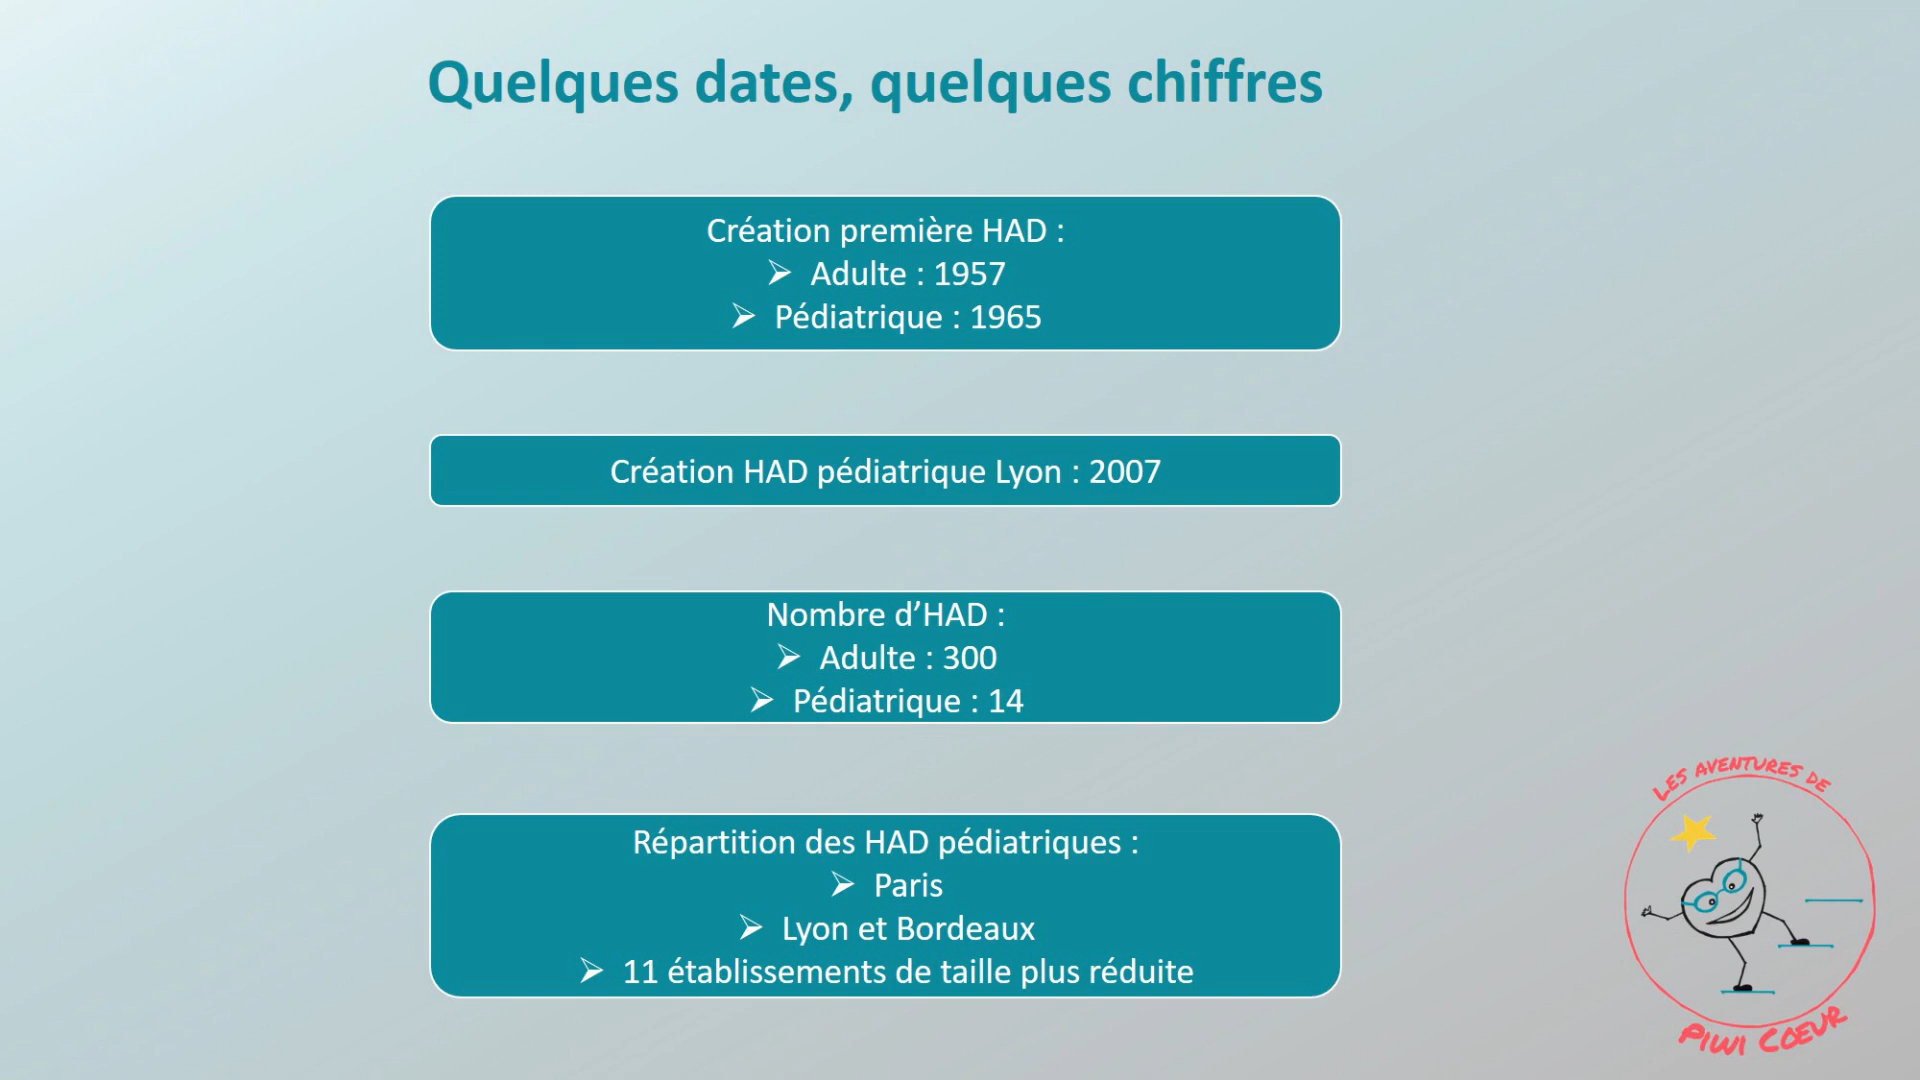 Quelques dates, quelques chiffres
Création première HAD :
➢ Adulte : 1957
➢ Pédiatrique : 1965
Création HAD pédiatrique Lyon : 2007
Nombre d’HAD :
➢ Adulte : 300
➢ Pédiatrique : 14
Répartition des HAD pédiatriques :
➢ Paris
➢ Lyon et Bordeaux
➢ 11 établissements de taille plus réduite
LES AVENTURES DE
PIWI CŒUR